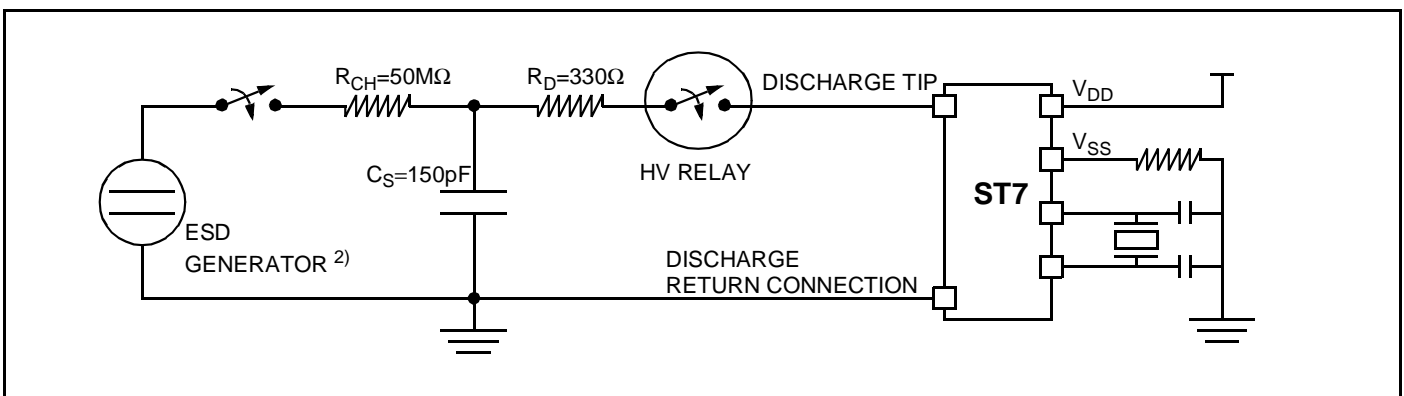 R_CH=50MΩ
R_D=330Ω
DISCHARGE TIP
V_DD
HV RELAY
V_SS
C_S=150pF
ST7
ESD
GENERATOR 2)
DISCHARGE
RETURN CONNECTION